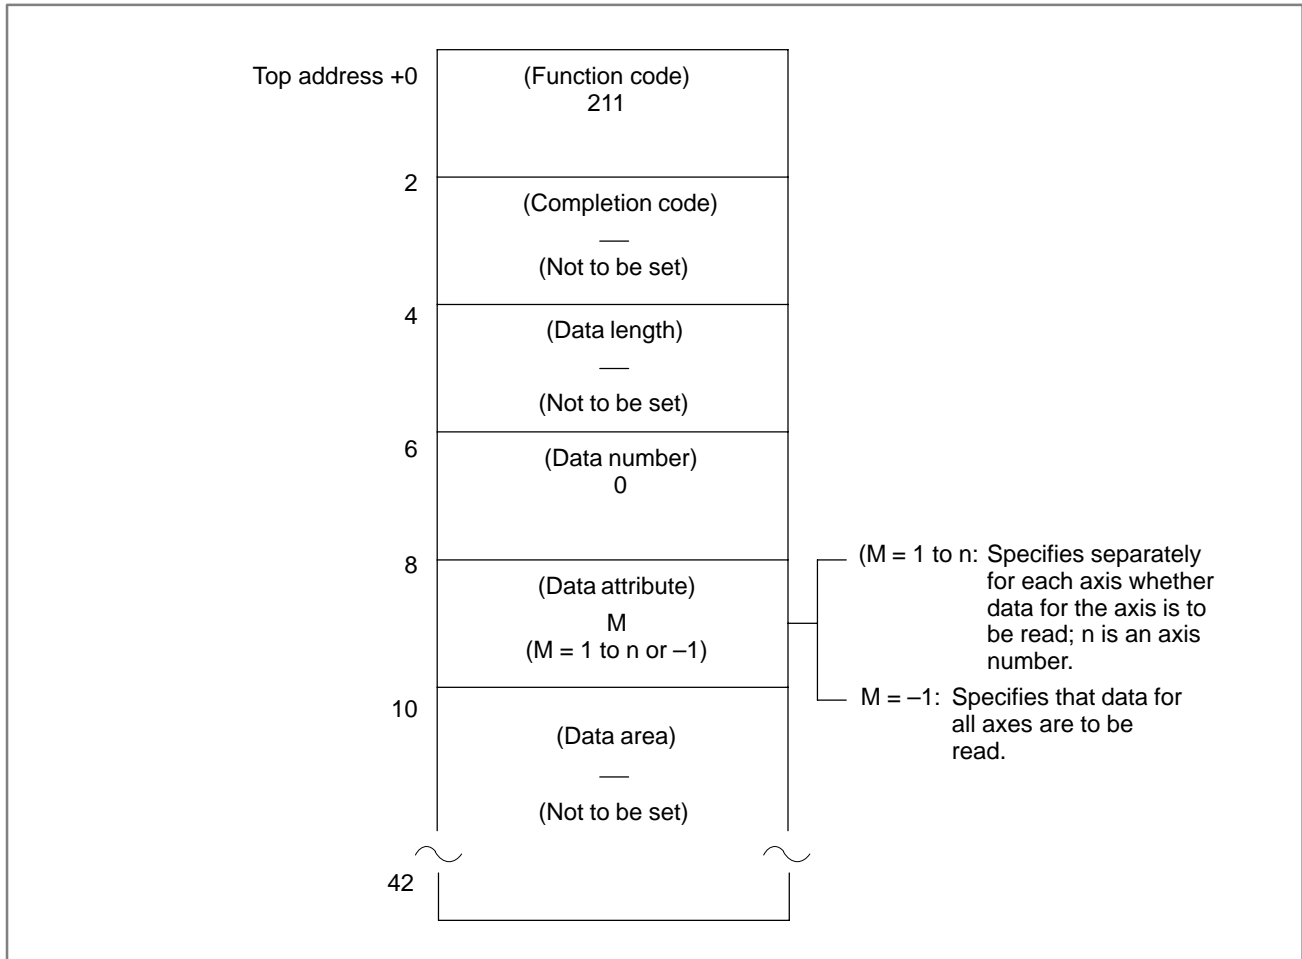 Top address +0
(Function code)
211
2
(Completion code)
—
(Not to be set)
4
(Data length)
—
(Not to be set)
6
(Data number)
0
8
(Data attribute)
M
(M = 1 to n or –1)
(M = 1 to n: Specifies separately
for each axis whether
data for the axis is to
be read; n is an axis
number.
M = –1: Specifies that data for
all axes are to be
read.
10
(Data area)
—
(Not to be set)
42